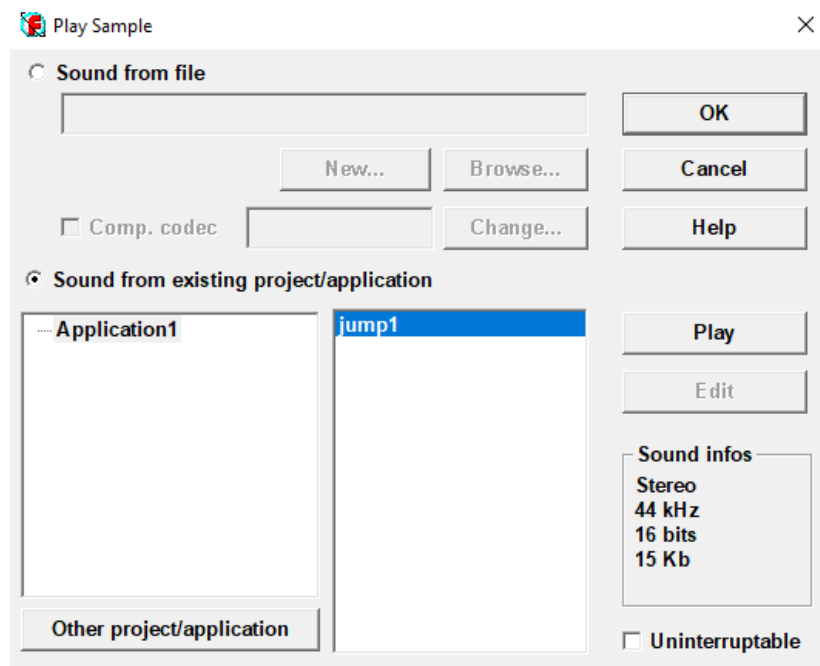 Play Sample
Sound from file
OK
New...
Browse...
Cancel
Comp. codec
Change...
Help
Sound from existing project/application
Application1
jump1
Play
Edit
Sound infos
Stereo
44 kHz
16 bits
15 Kb
Other project/application
Uninterruptable